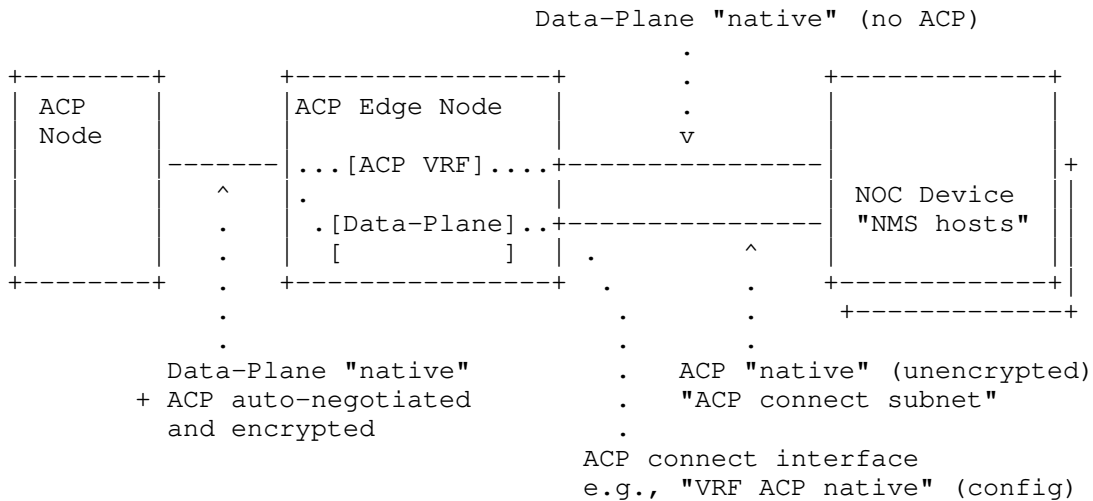 Data-Plane "native" (no ACP)
ACP
Node
ACP Edge Node
...[ACP VRF]....
NOC Device
"NMS hosts"
.[Data-Plane]..
[ ]
Data-Plane "native"
+ ACP auto-negotiated
and encrypted
ACP "native" (unencrypted)
"ACP connect subnet"
ACP connect interface
e.g., "VRF ACP native" (config)